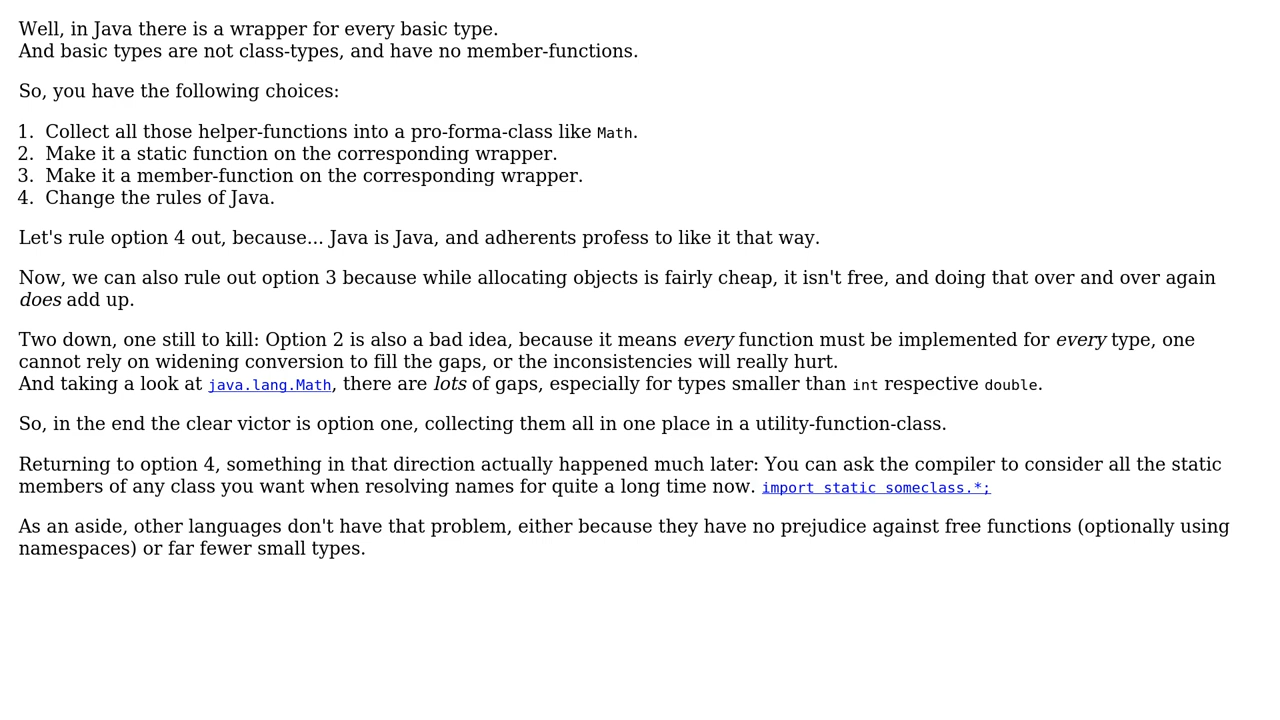 Well, in Java there is a wrapper for every basic type.
And basic types are not class-types, and have no member-functions.
So, you have the following choices:
1. Collect all those helper-functions into a pro-forma-class like Math.
2. Make it a static function on the corresponding wrapper.
3. Make it a member-function on the corresponding wrapper.
4. Change the rules of Java.
Let's rule option 4 out, because... Java is Java, and adherents profess to like it that way.
Now, we can also rule out option 3 because while allocating objects is fairly cheap, it isn't free, and doing that over and over again
does add up.
Two down, one still to kill: Option 2 is also a bad idea, because it means every function must be implemented for every type, one
cannot rely on widening conversion to fill the gaps, or the inconsistencies will really hurt.
And taking a look at java.lang.Math, there are lots of gaps, especially for types smaller than int respective double.
So, in the end the clear victor is option one, collecting them all in one place in a utility-function-class.
Returning to option 4, something in that direction actually happened much later: You can ask the compiler to consider all the static
members of any class you want when resolving names for quite a long time now. import static someclass.*;
As an aside, other languages don't have that problem, either because they have no prejudice against free functions (optionally using
namespaces) or far fewer small types.